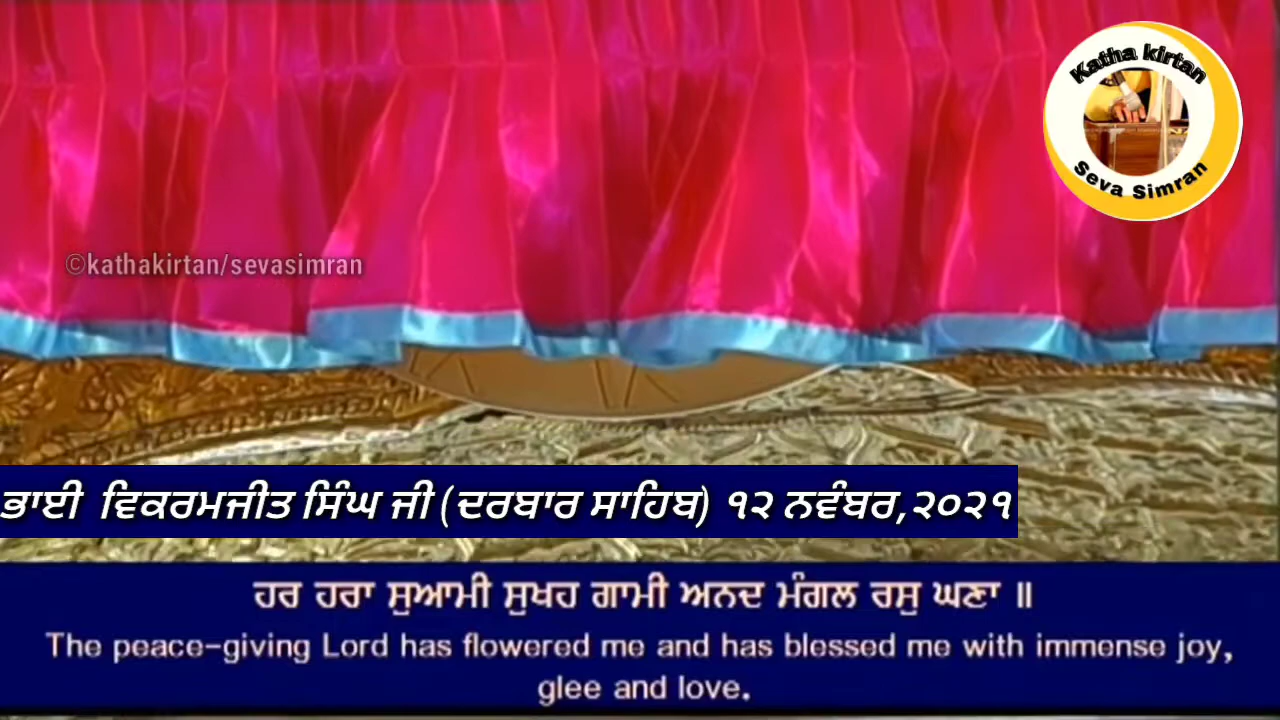 Katha kirtan
Seva Simran
©kathakirtan/sevasimran
ਭਾਈ ਵਿਕਰਮਜੀਤ ਸਿੰਘ ਜੀ (ਦਰਬਾਰ ਸਾਹਿਬ) ੧੨ ਨਵੰਬਰ,੨੦੨੧
ਹਰ ਹਰਾ ਸੁਆਮੀ ਸੁਖਹ ਗਾਮੀ ਅਨਦ ਮੰਗਲ ਰਸੁ ਘਣਾ ॥
The peace-giving Lord has flowered me and has blessed me with immense joy,
glee and love.